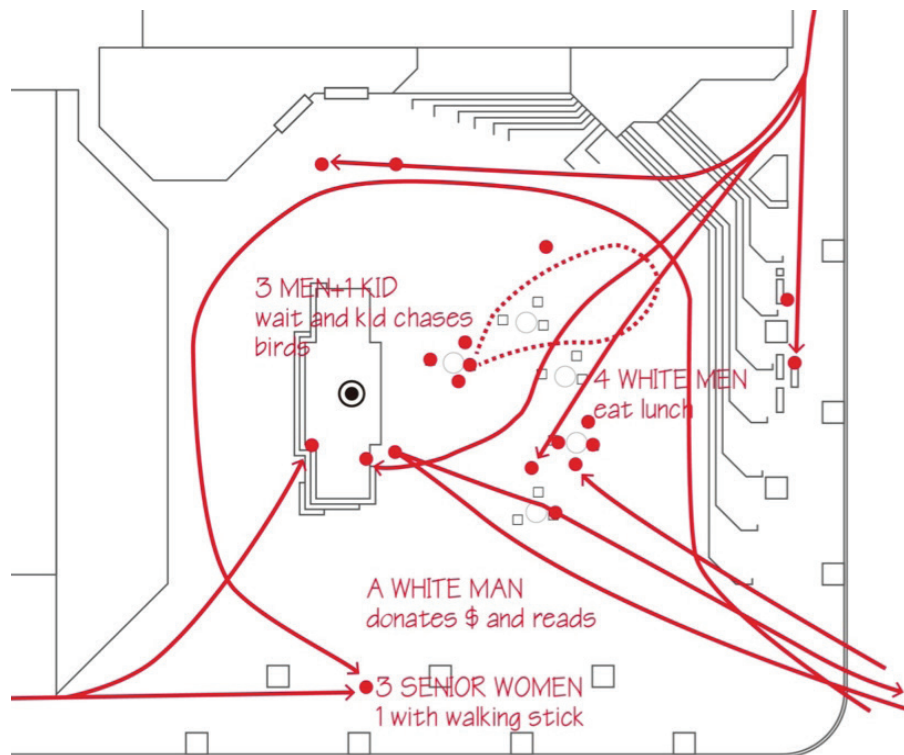 3 MEN+1 KID
wait and kid chases
birds
4 WHITE MEN
eat lunch
A WHITE MAN
donates $ and reads
3 SENIOR WOMEN
1 with walking stick